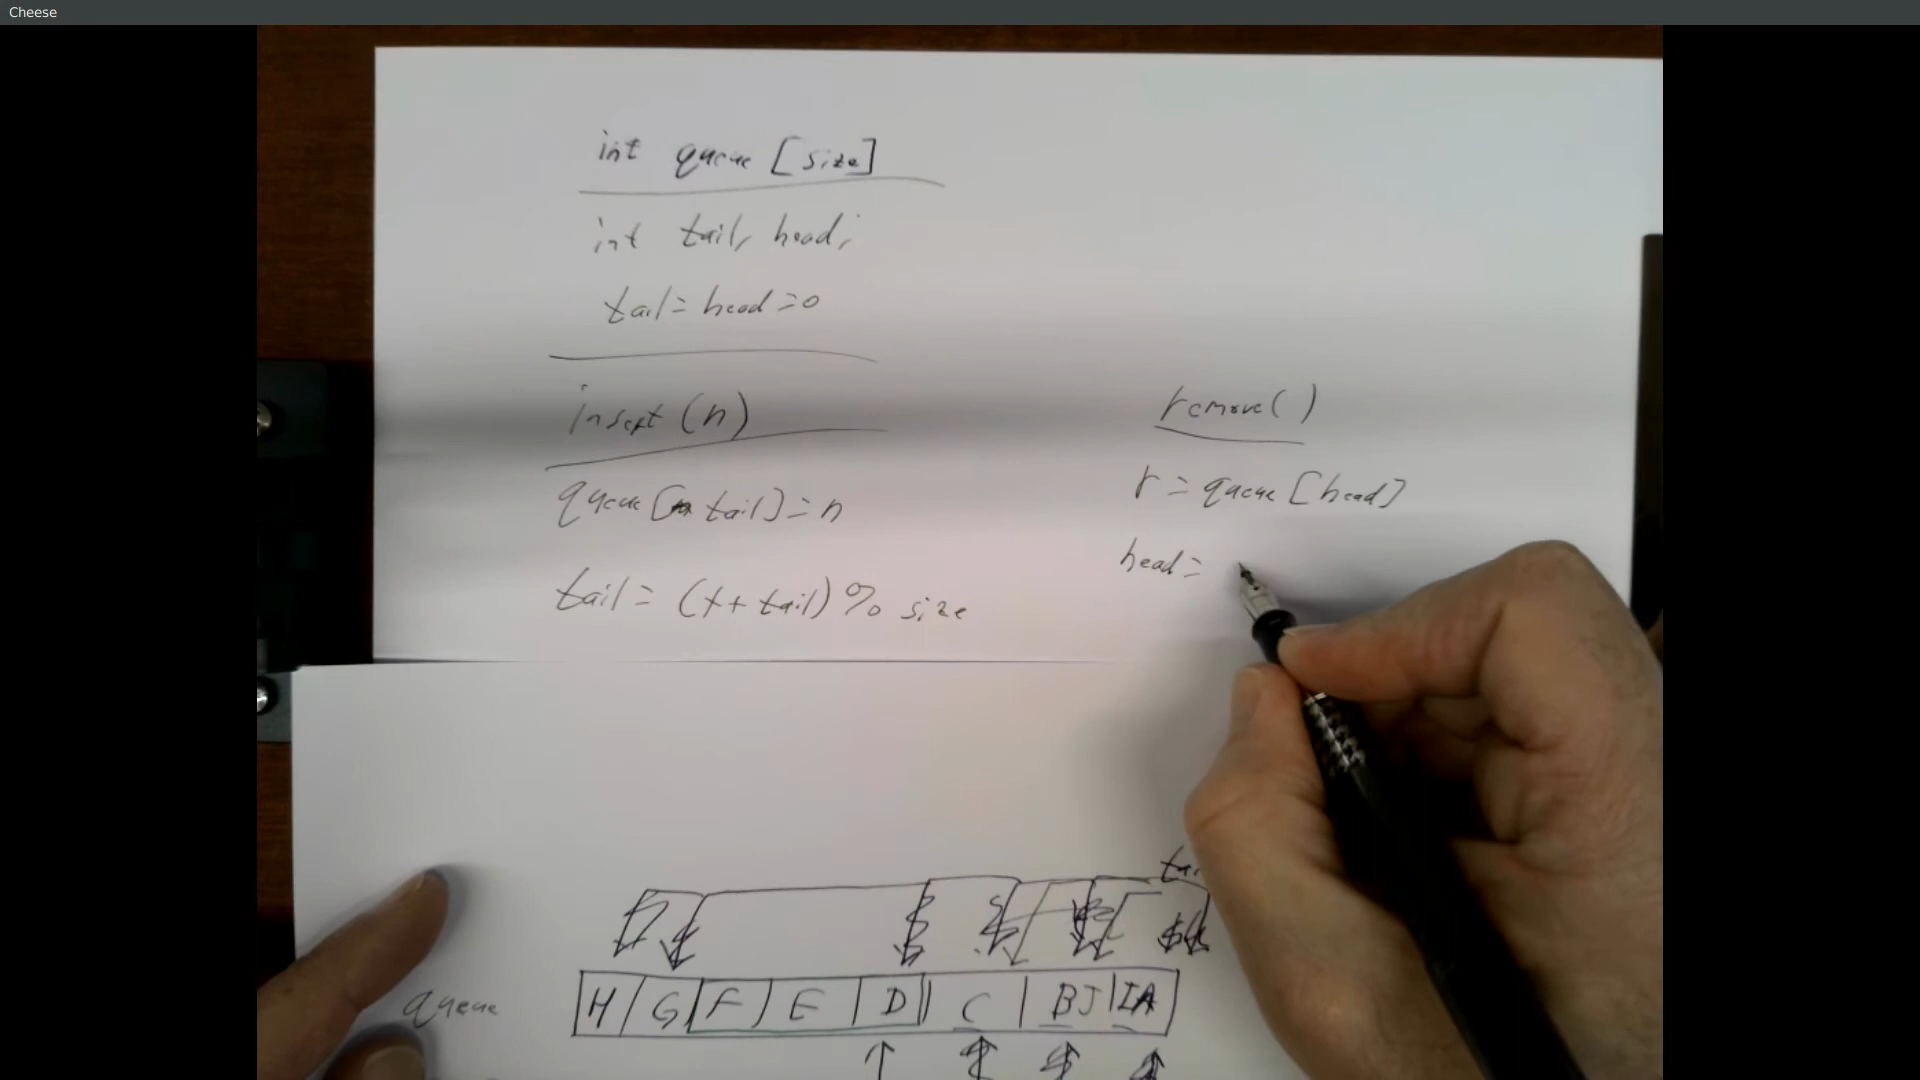 Cheese
int queue [size]
int tail, head;
tail = head = 0
insert (n)
queue [tail] = n
tail = (1 + tail) % size
remove ( )
r = queue [head]
head =
queue H G F E D C B J I A